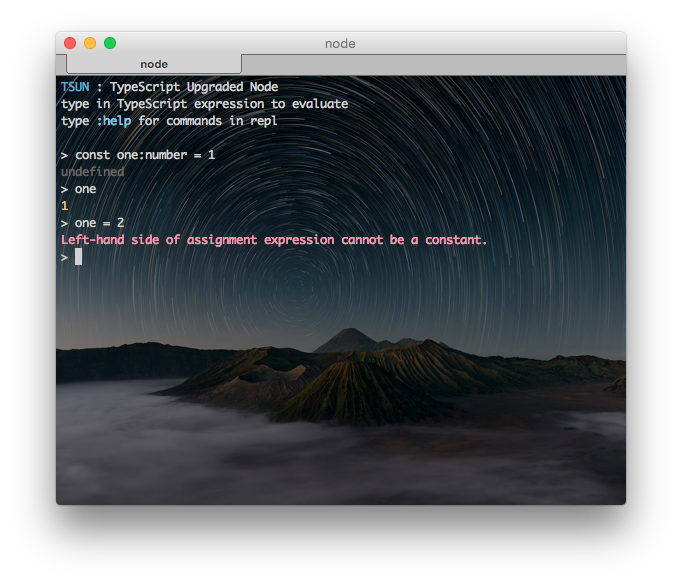 node
node
TSUN : TypeScript Upgraded Node
type in TypeScript expression to evaluate
type :help for commands in repl
> const one:number = 1
undefined
> one
1
> one = 2
Left-hand side of assignment expression cannot be a constant.
>